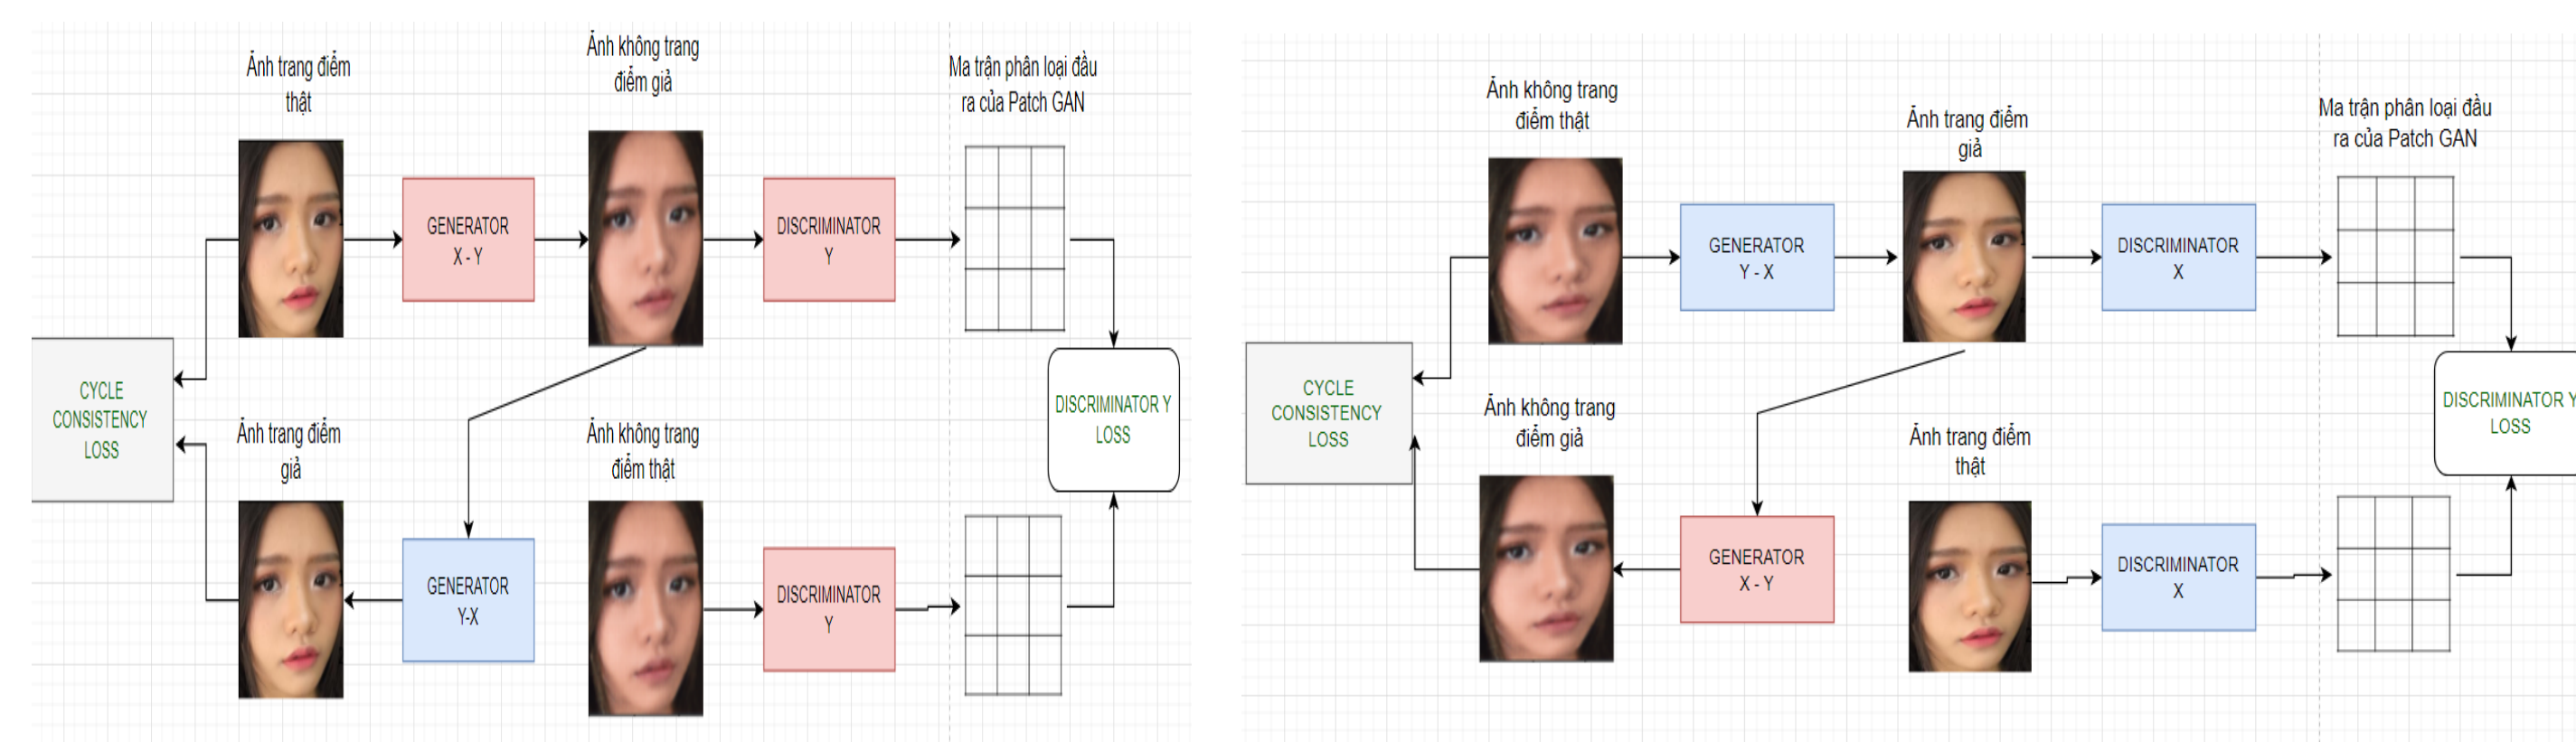 Ảnh trang điểm
thật
Ảnh không trang
điểm giả
Ma trận phân loại đầu
ra của Patch GAN
GENERATOR
X - Y
DISCRIMINATOR
Y
CYCLE
CONSISTENCY
LOSS
DISCRIMINATOR Y
LOSS
Ảnh trang điểm
giả
Ảnh không trang
điểm thật
GENERATOR
Y-X
DISCRIMINATOR
Y
Ảnh không trang
điểm thật
Ảnh trang điểm
giả
Ma trận phân loại đầu
ra của Patch GAN
GENERATOR
Y - X
DISCRIMINATOR
X
CYCLE
CONSISTENCY
LOSS
DISCRIMINATOR Y
LOSS
Ảnh không trang
điểm giả
Ảnh trang điểm
thật
GENERATOR
X - Y
DISCRIMINATOR
X